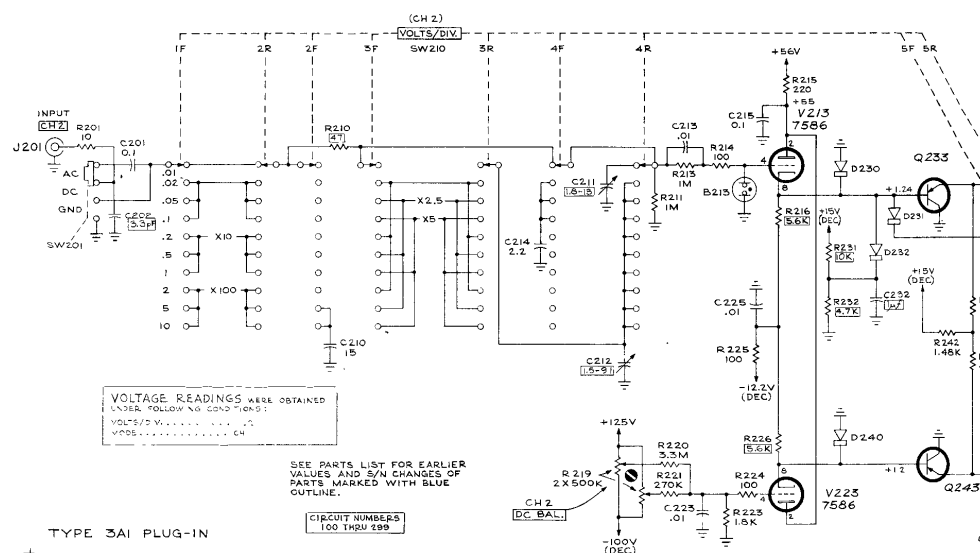 (CH 2)
VOLTS/DIV.
SW210
1F
2R
2F
3F
3R
4F
4R
5F
5R
+56V
R215
220
+55
C215
0.1
V213
7586
INPUT
CH2
J201
R201
10
C201
0.1
AC
DC
GND
SW201
C202
3.3pF
R210
47
.01
.02
.05
.1
.2
.5
1
2
5
10
X10
X100
X2.5
X5
C210
15
C211
1.8-13
C214
2.2
C212
1.5-9.1
R211
1M
C213
.01
R213
1M
R214
100
B213
2
4
8
D230
Q233
+1.24
D231
R216
5.6K
+15V
(DEC)
R231
10K
D232
+15V
(DEC)
R232
4.7K
C232
1µf
R242
1.48K
C225
.01
R225
100
-12.2V
(DEC)
R226
5.6K
D240
+1.2
Q243
8
4
2
V223
7586
VOLTAGE READINGS WERE OBTAINED
UNDER FOLLOWING CONDITIONS:
VOLTS/DIV
MODE
SEE PARTS LIST FOR EARLIER
VALUES AND S/N CHANGES OF
PARTS MARKED WITH BLUE
OUTLINE.
CIRCUIT NUMBERS
100 THRU 299
+125V
R219
2X500K
R220
3.3M
R221
270K
R224
100
CH 2
DC BAL.
C223
.01
R223
1.8K
-100V
(DEC)
TYPE 3A1 PLUG-IN